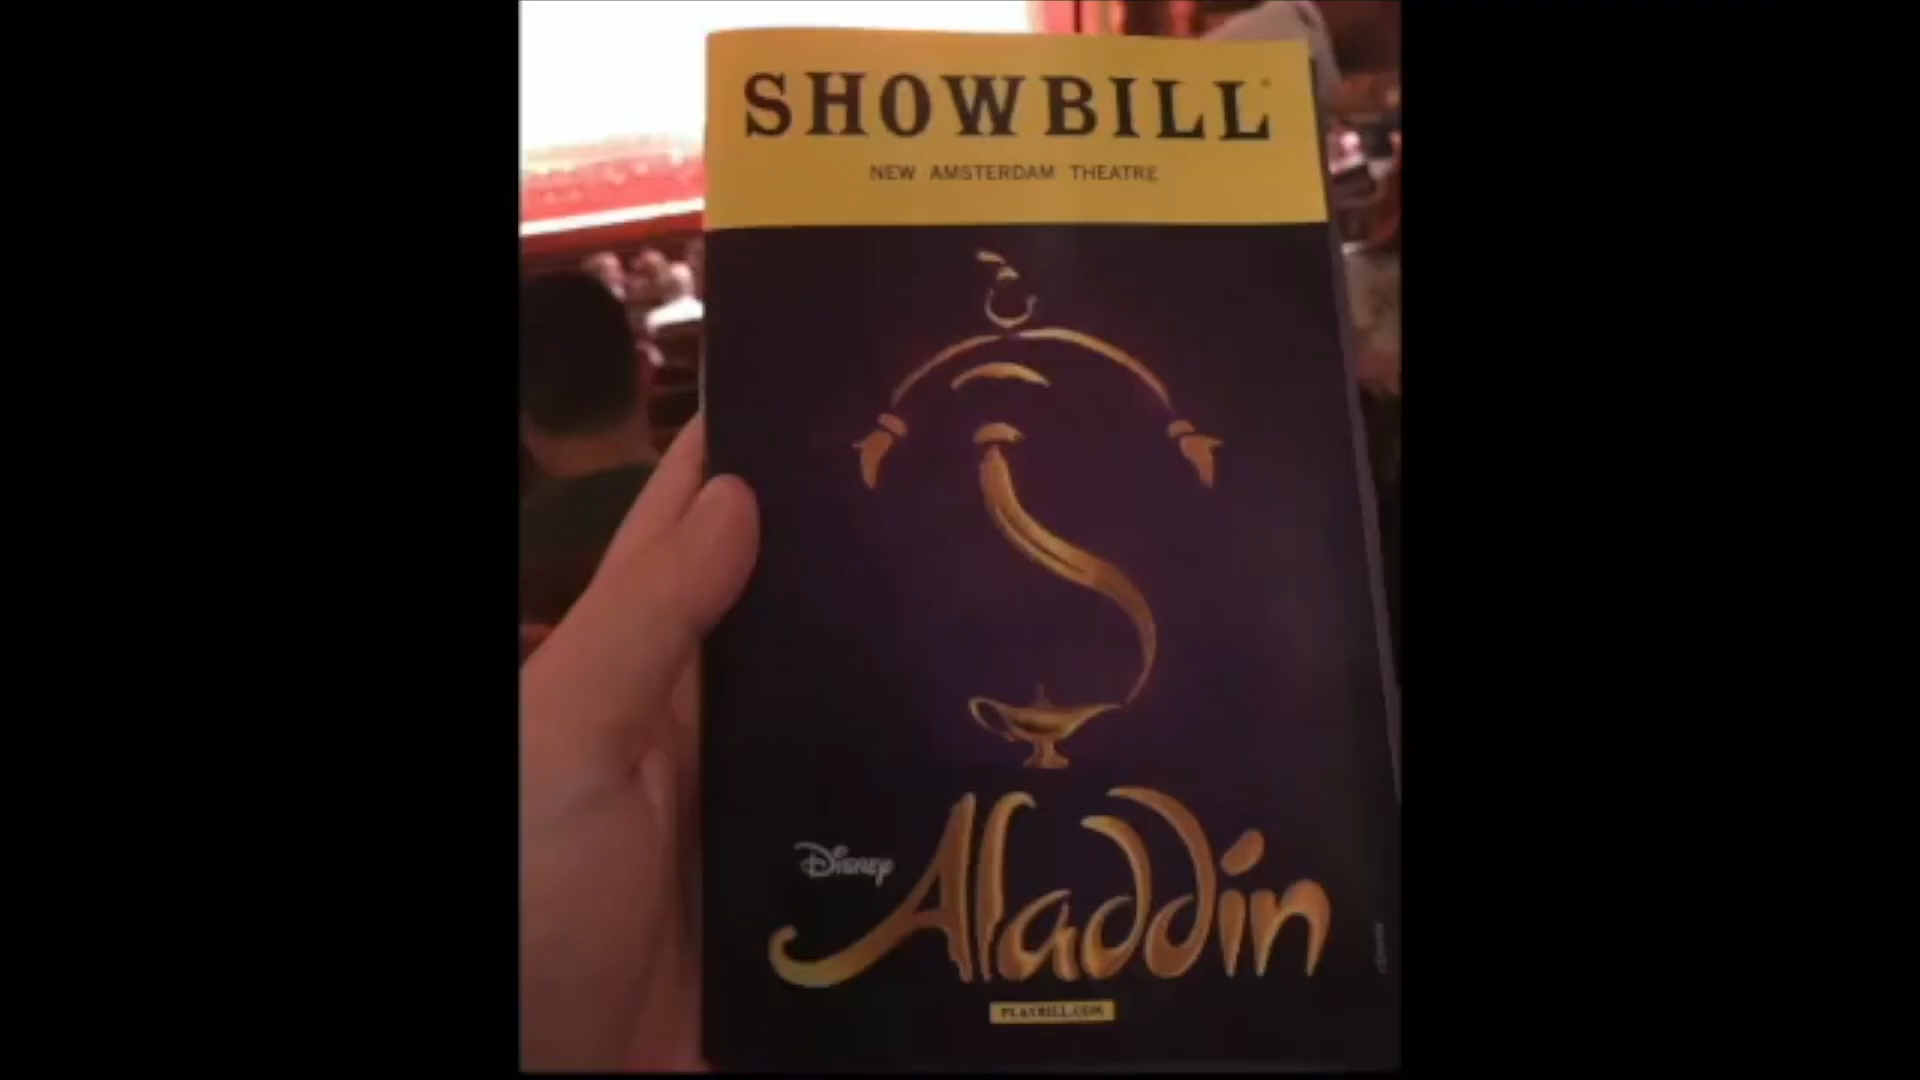 SHOWBILL
NEW AMSTERDAM THEATRE
Disney
Aladdin
PLAYBILL.COM